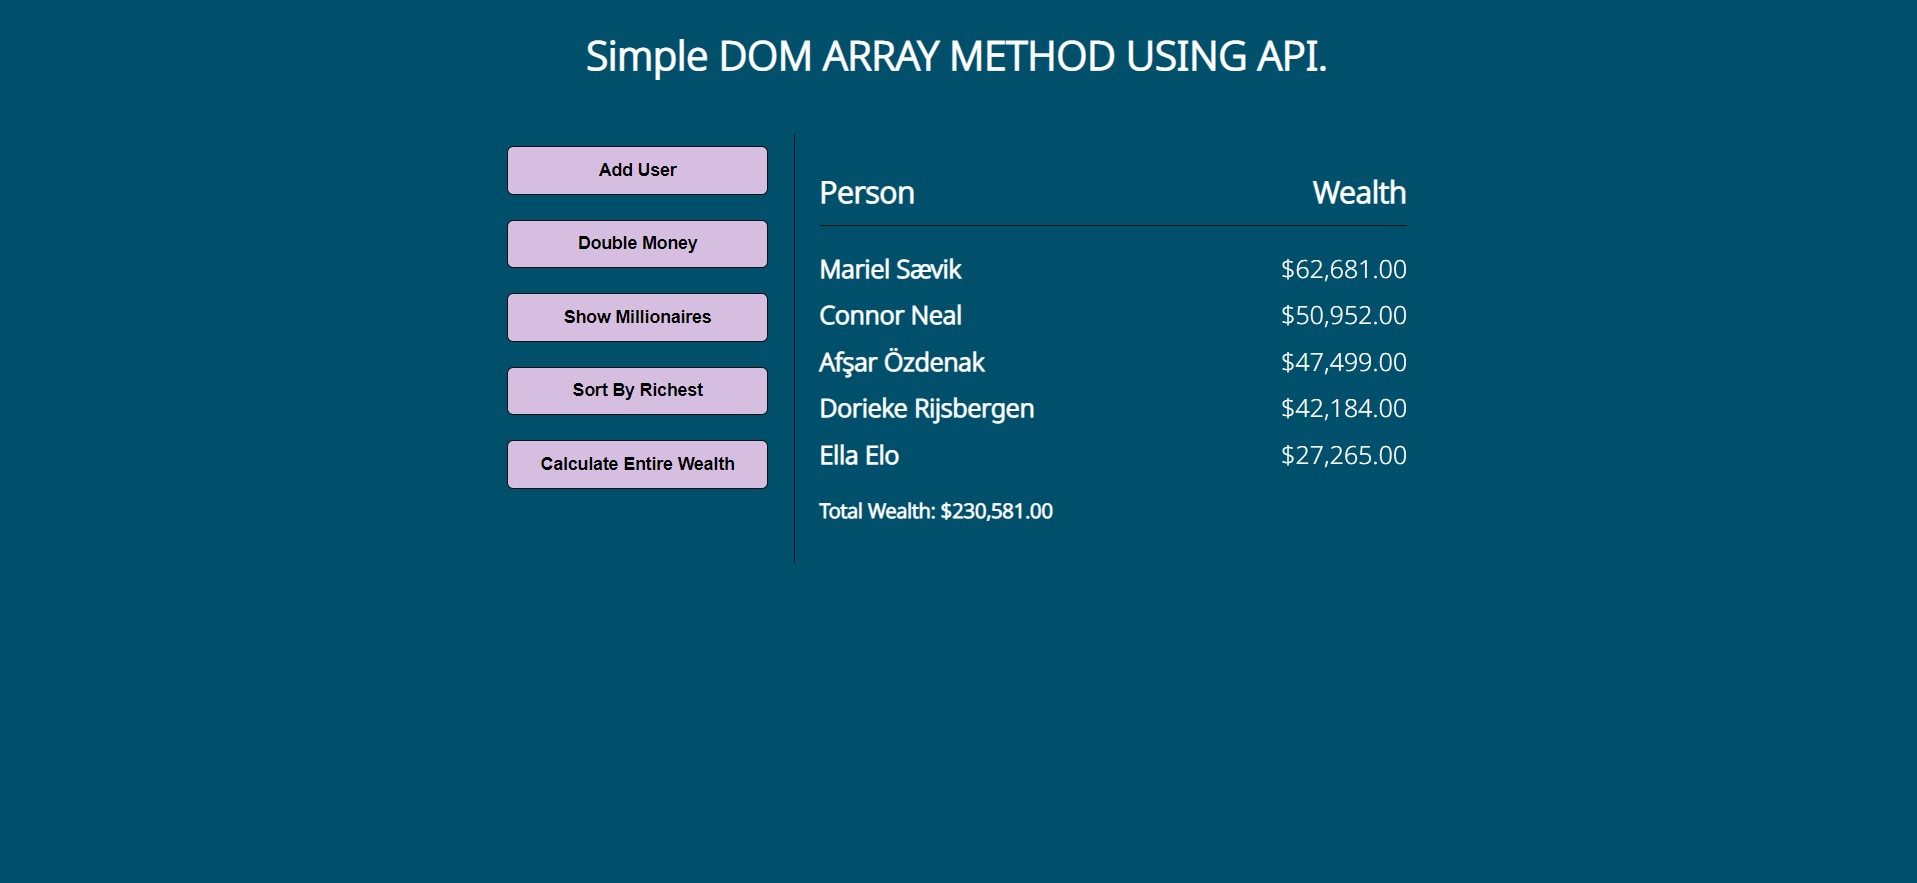 Simple DOM ARRAY METHOD USING API.
Add User
Double Money
Show Millionaires
Sort By Richest
Calculate Entire Wealth
Person Wealth
Mariel Sævik $62,681.00
Connor Neal $50,952.00
Afşar Özdenak $47,499.00
Dorieke Rijsbergen $42,184.00
Ella Elo $27,265.00
Total Wealth: $230,581.00